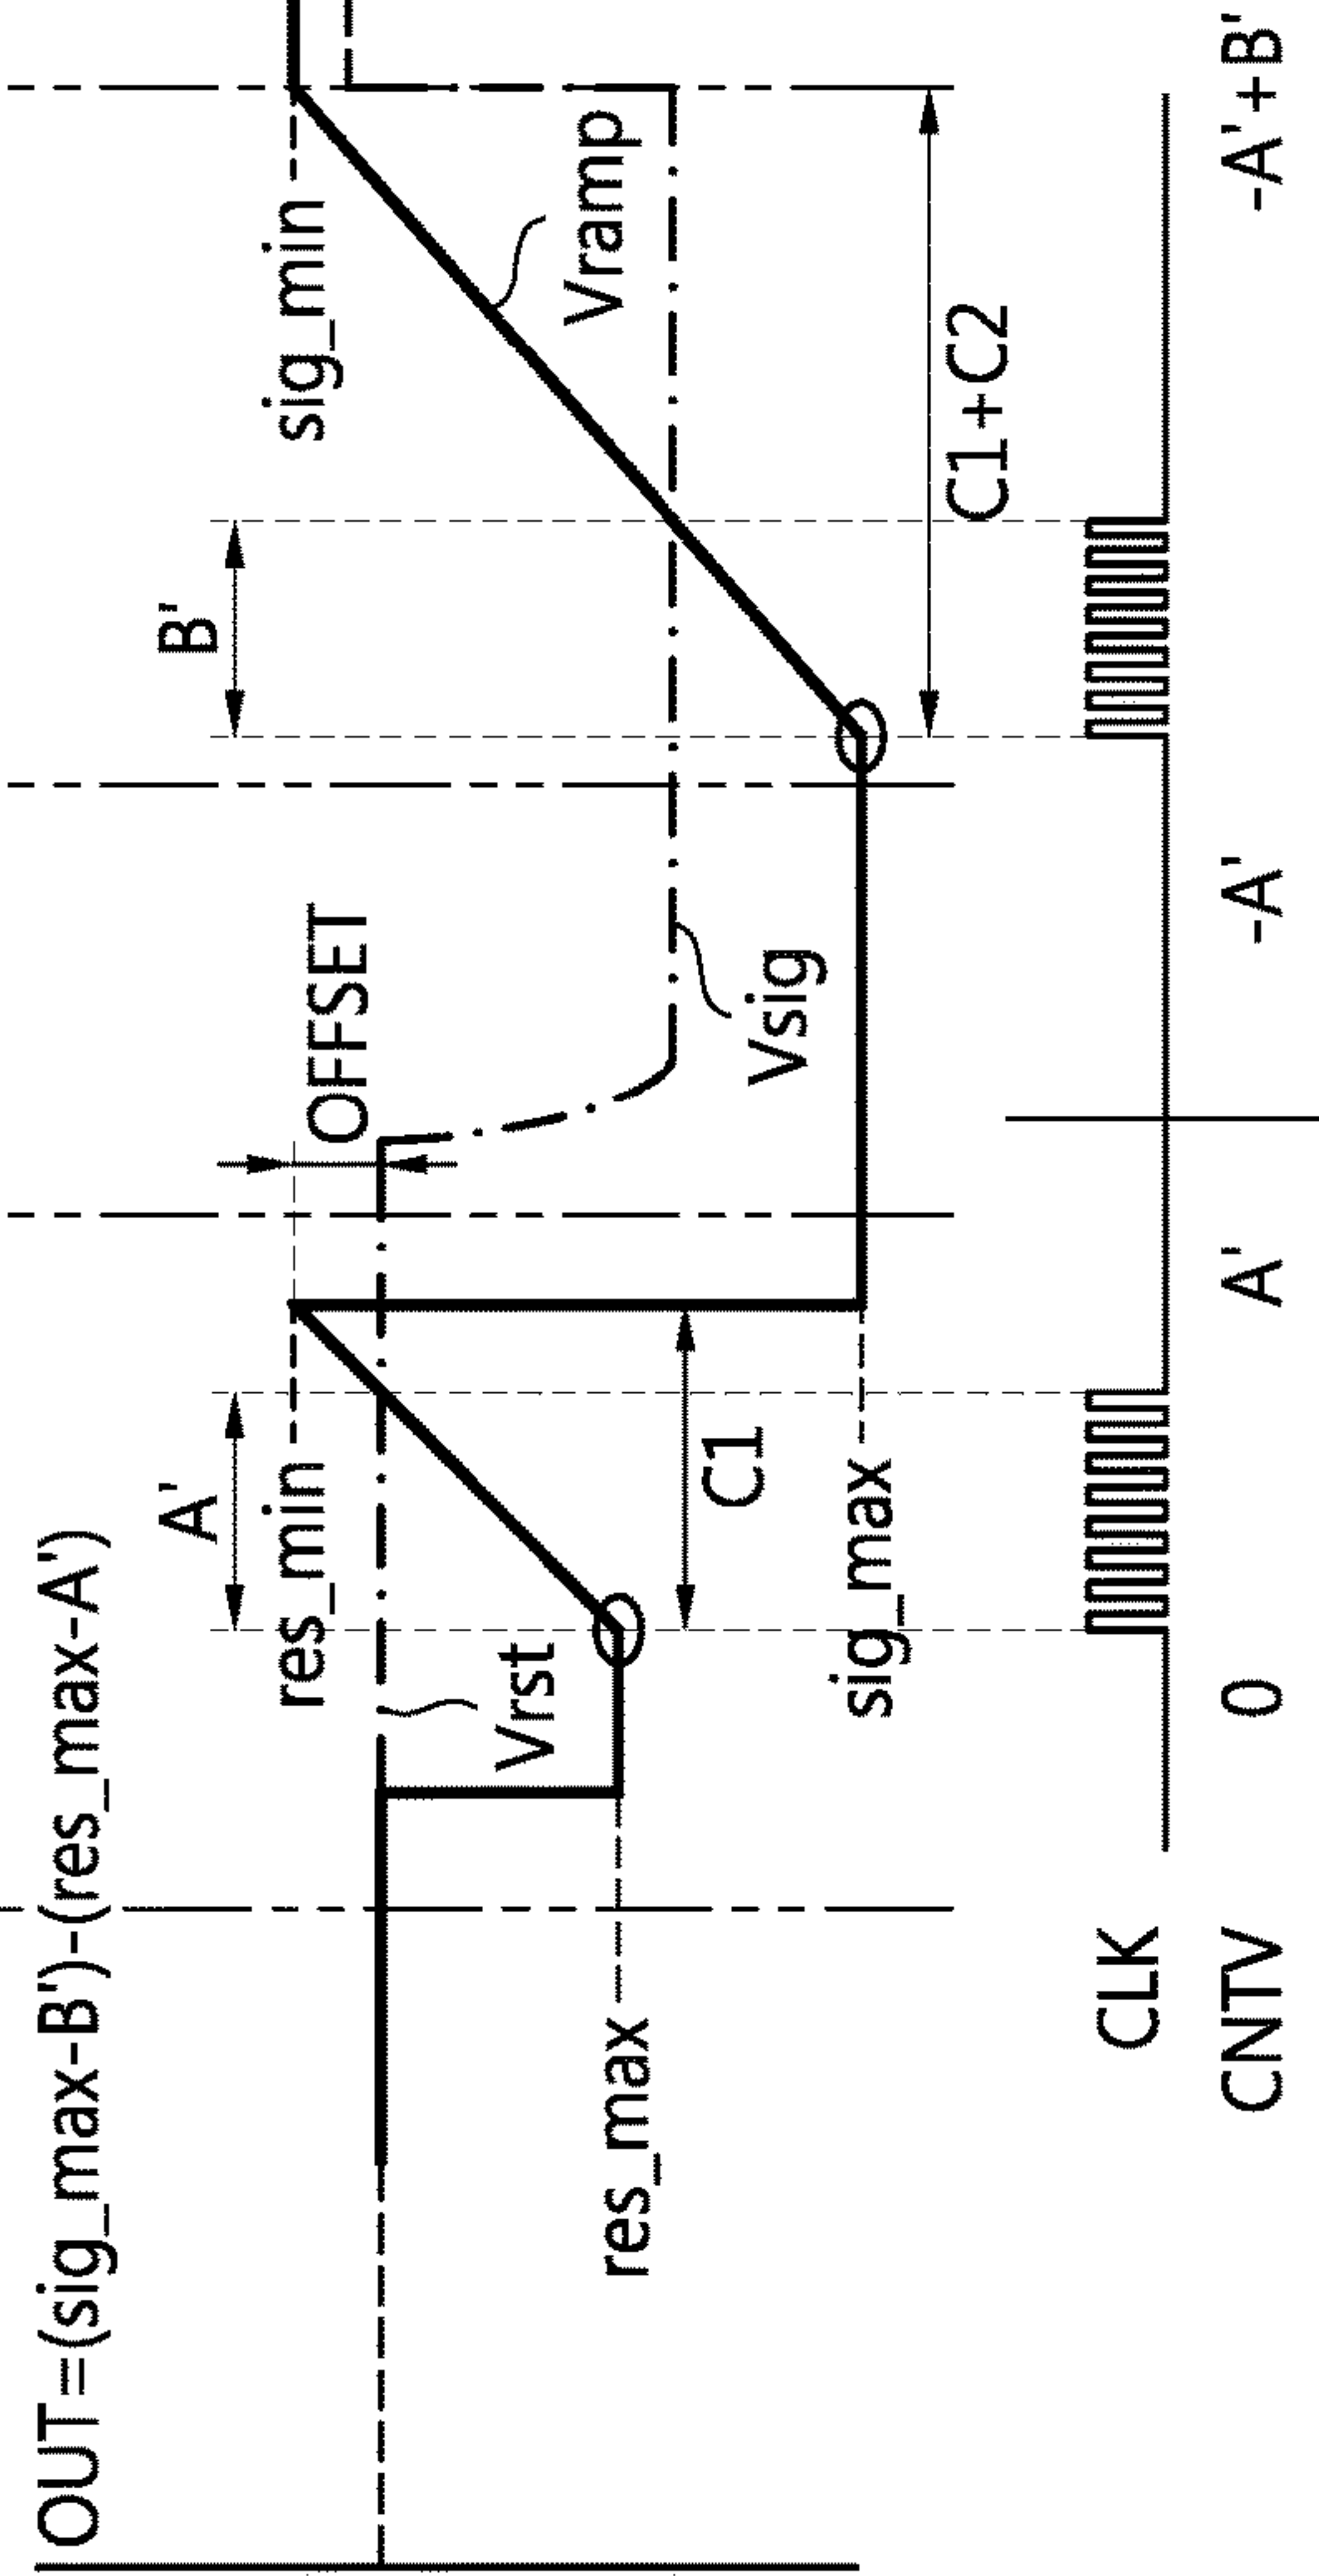 OUT=(sig_max-B')-(res_max-A')
A' B'
res_min OFFSET sig_min
Vrst Vramp
res_max C1 Vsig
sig_max C1+C2
CLK
CNTV 0 A' -A' -A'+B'